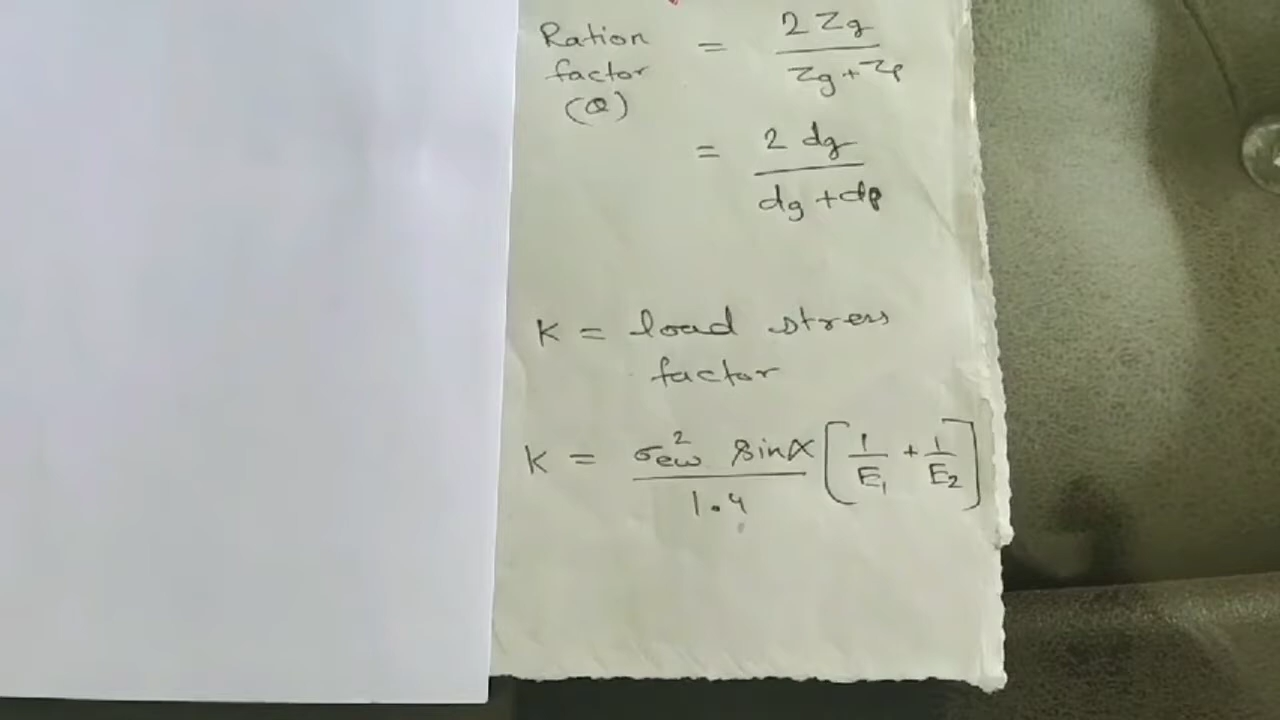 Ration factor (Q) = 2 Zg / Zg + Zp
= 2 dg / dg + dp
K = load stress
factor
K = σew² sinα / 1.4 [1/E1 + 1/E2]